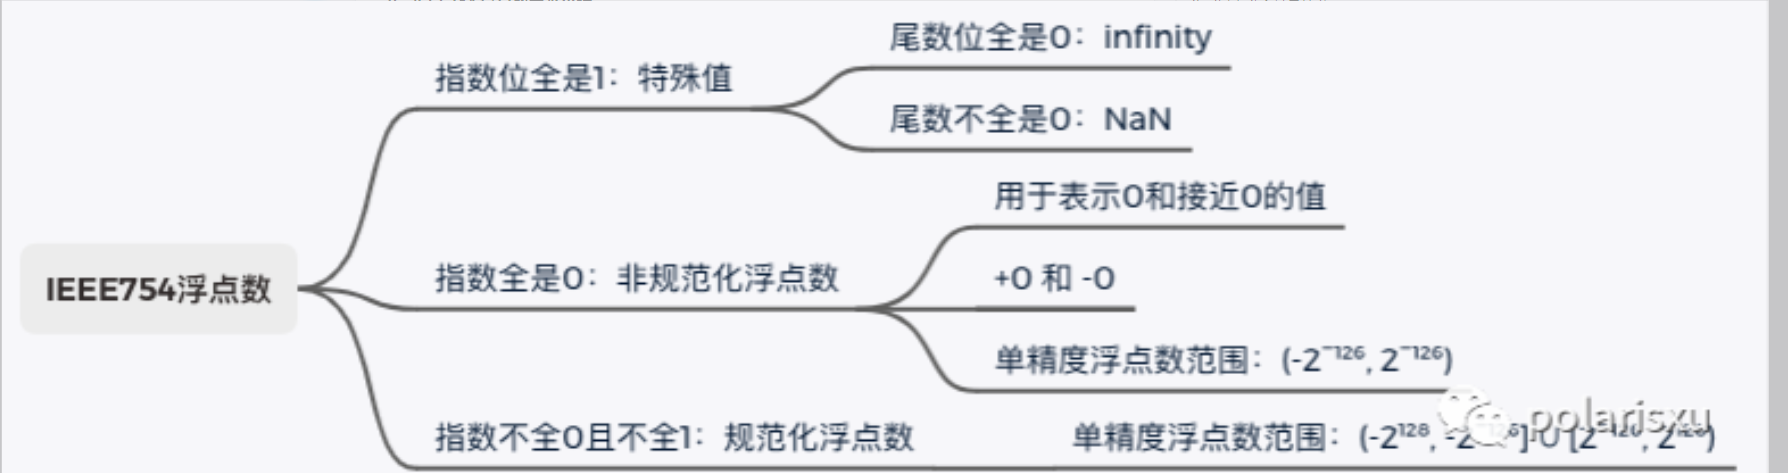 尾数位全是0：infinity
指数位全是1：特殊值
尾数不全是0：NaN
用于表示0和接近0的值
IEEE754浮点数
指数全是0：非规范化浮点数
+0 和 -0
单精度浮点数范围：(-2⁻¹²⁶, 2⁻¹²⁶)
polarisxu
指数不全0且不全1：规范化浮点数
单精度浮点数范围：(-2¹²⁸, -2⁻¹²⁶]∪[2⁻¹²⁶, 2¹²⁸)